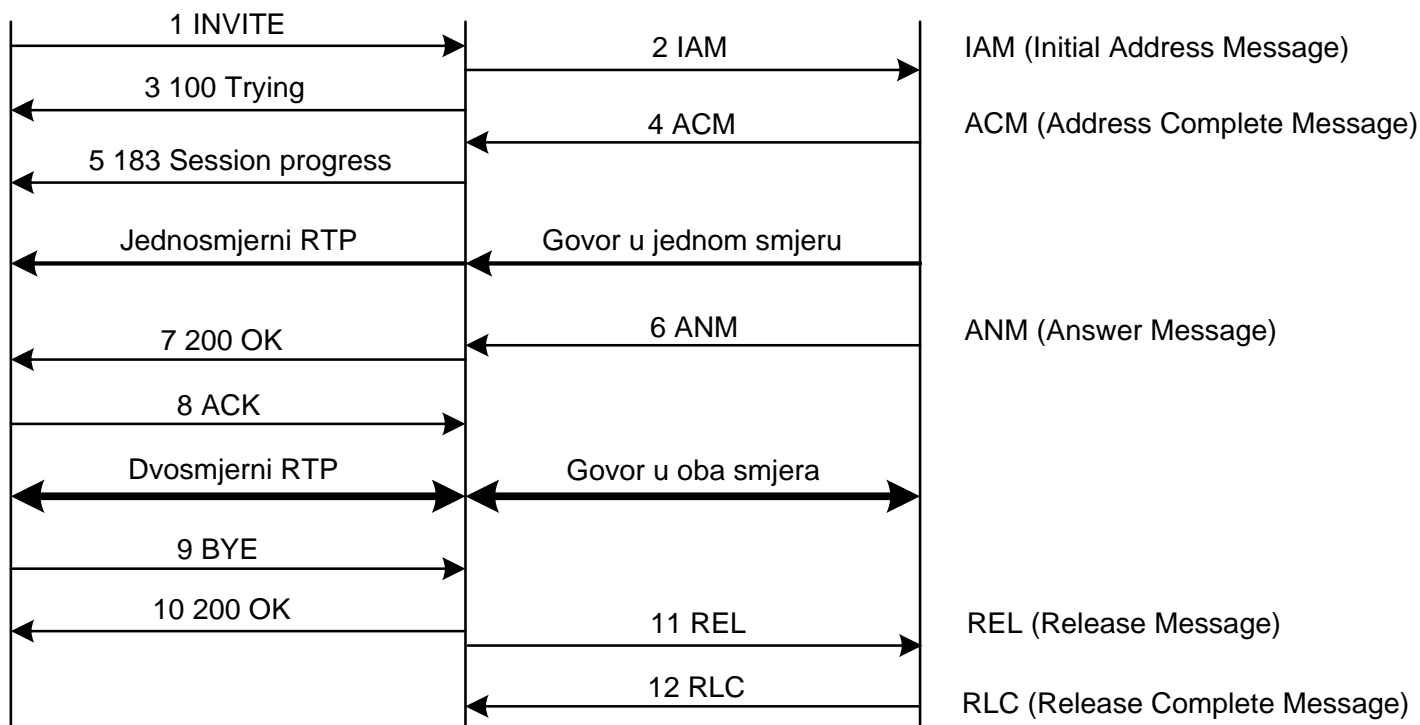 1 INVITE
2 IAM
IAM (Initial Address Message)
3 100 Trying
4 ACM
ACM (Address Complete Message)
5 183 Session progress
Jednosmjerni RTP
Govor u jednom smjeru
6 ANM
ANM (Answer Message)
7 200 OK
8 ACK
Dvosmjerni RTP
Govor u oba smjera
9 BYE
10 200 OK
11 REL
REL (Release Message)
12 RLC
RLC (Release Complete Message)